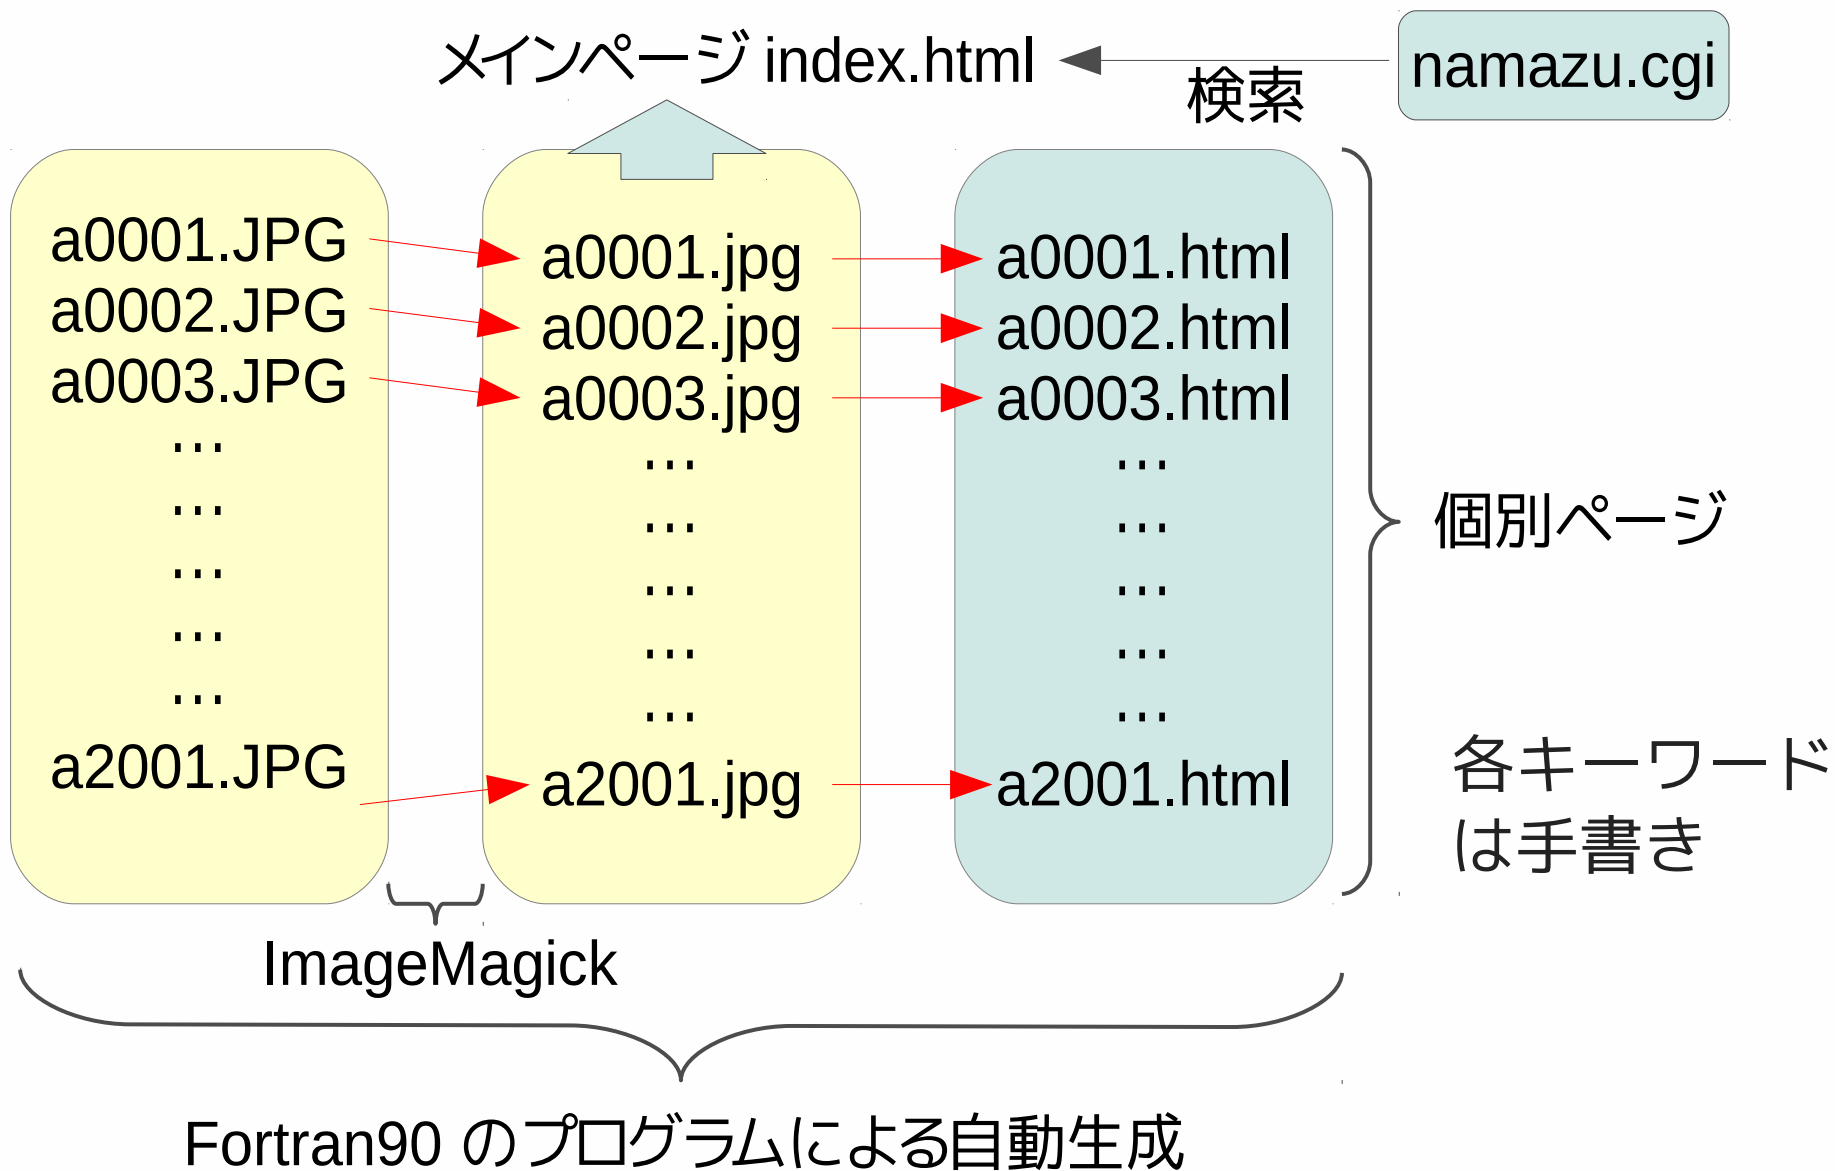 メインページ index.html
namazu.cgi
検索
a0001.JPG
a0002.JPG
a0003.JPG
…
…
…
…
…
a2001.JPG
a0001.jpg
a0002.jpg
a0003.jpg
…
…
…
…
…
a2001.jpg
a0001.html
a0002.html
a0003.html
…
…
…
…
…
a2001.html
個別ページ
各キーワード
は手書き
ImageMagick
Fortran90 のプログラムによる自動生成